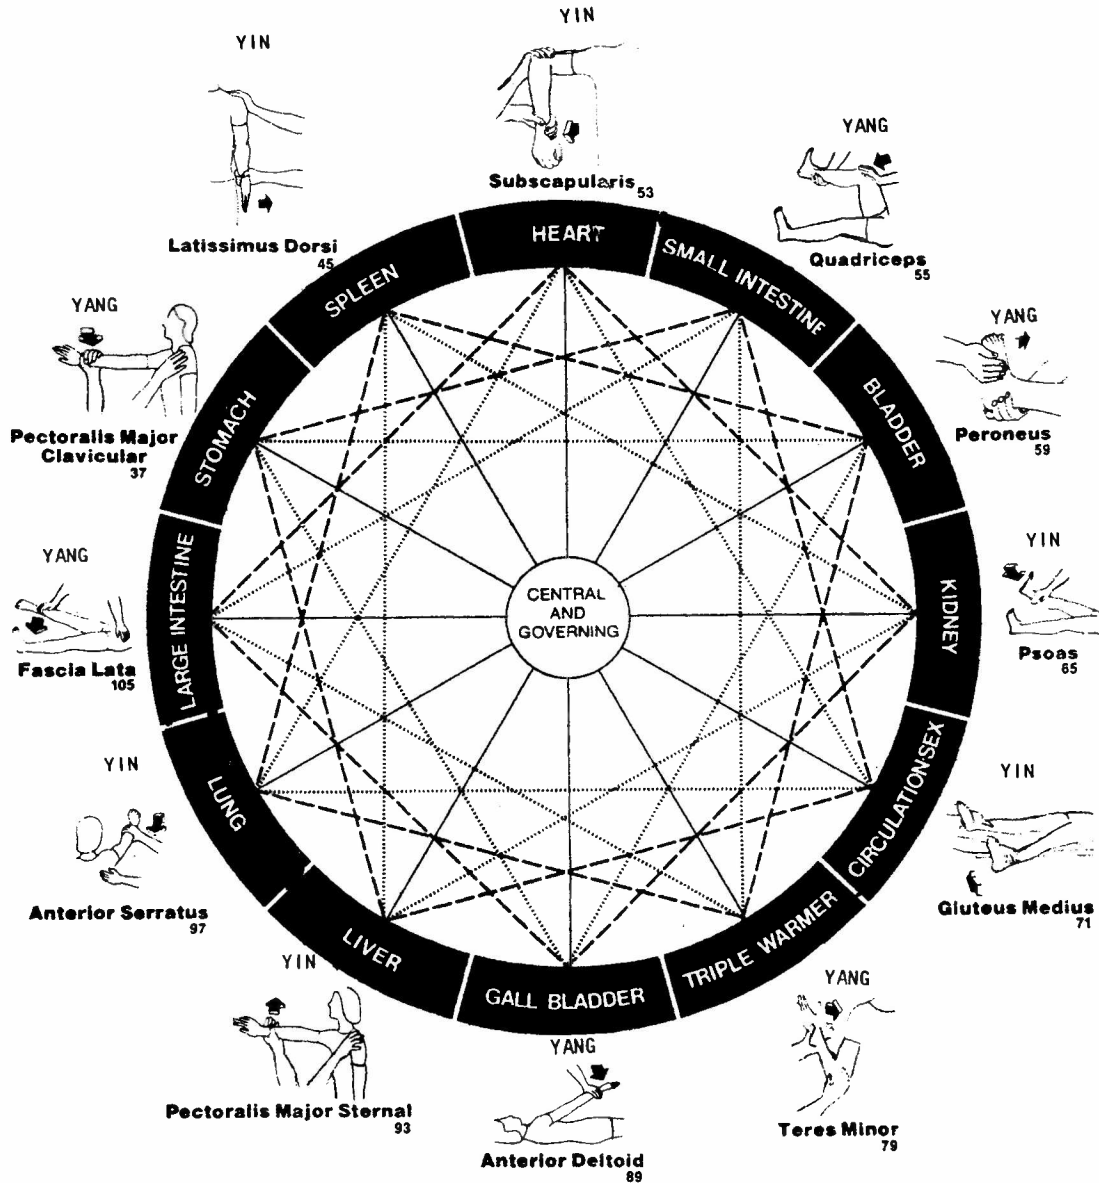 YIN
Subscapularis
53
HEART
YANG
Quadriceps
55
SMALL INTESTINE
YANG
Peroneus
59
BLADDER
YIN
Psoas
65
KIDNEY
YIN
Gluteus Medius
71
CIRCULATION-SEX
YANG
Teres Minor
79
TRIPLE WARMER
YANG
Anterior Deltoid
89
GALL BLADDER
YIN
Pectoralis Major Sternal
93
LIVER
YIN
Anterior Serratus
97
LUNG
YANG
Fascia Lata
105
LARGE INTESTINE
YANG
Pectoralis Major
Clavicular
37
STOMACH
YIN
Latissimus Dorsi
45
SPLEEN
CENTRAL
AND
GOVERNING